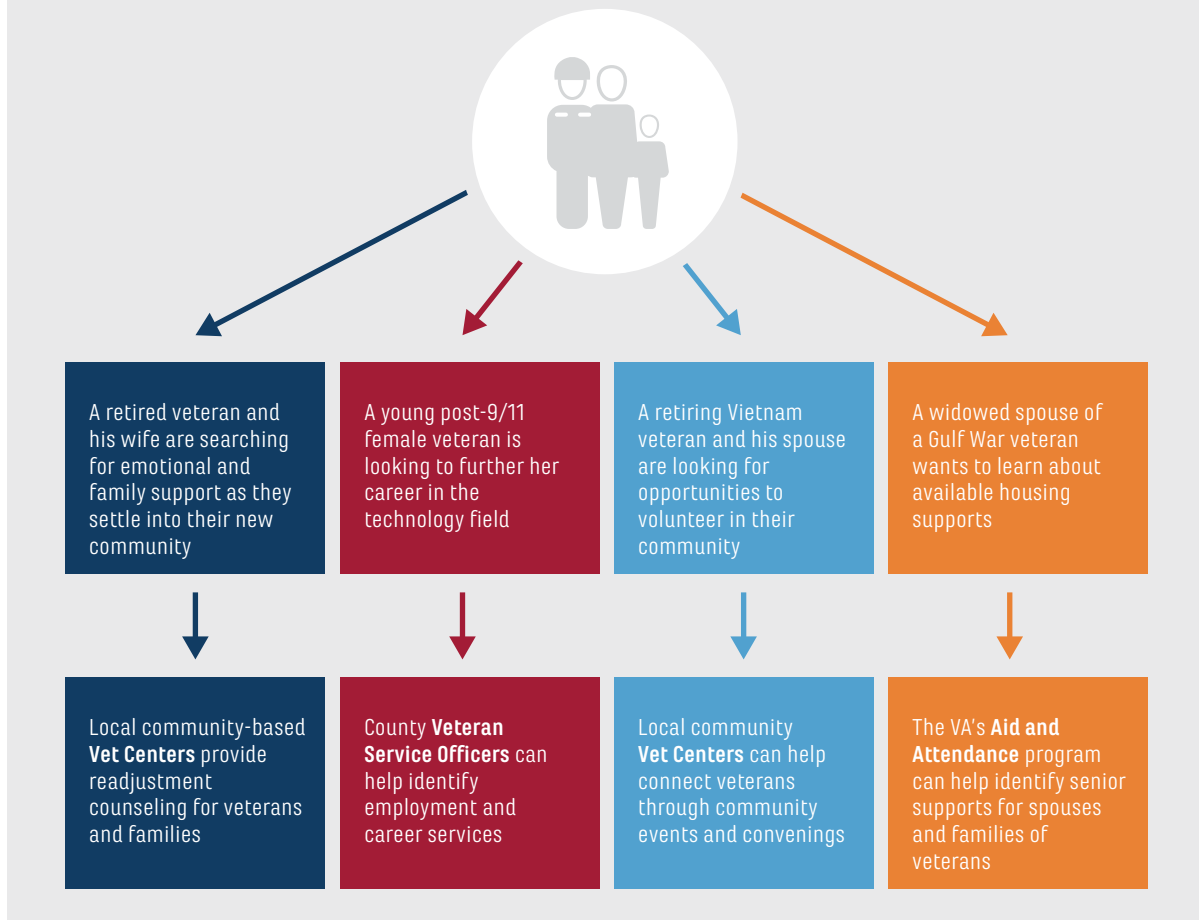 A retired veteran and
his wife are searching
for emotional and
family support as they
settle into their new
community
A young post-9/11
female veteran is
looking to further her
career in the
technology field
A retiring Vietnam
veteran and his spouse
are looking for
opportunities to
volunteer in their
community
A widowed spouse of
a Gulf War veteran
wants to learn about
available housing
supports
Local community-based
Vet Centers provide
readjustment
counseling for veterans
and families
County Veteran
Service Officers can
help identify
employment and
career services
Local community
Vet Centers can help
connect veterans
through community
events and convenings
The VA's Aid and
Attendance program
can help identify senior
supports for spouses
and families of
veterans